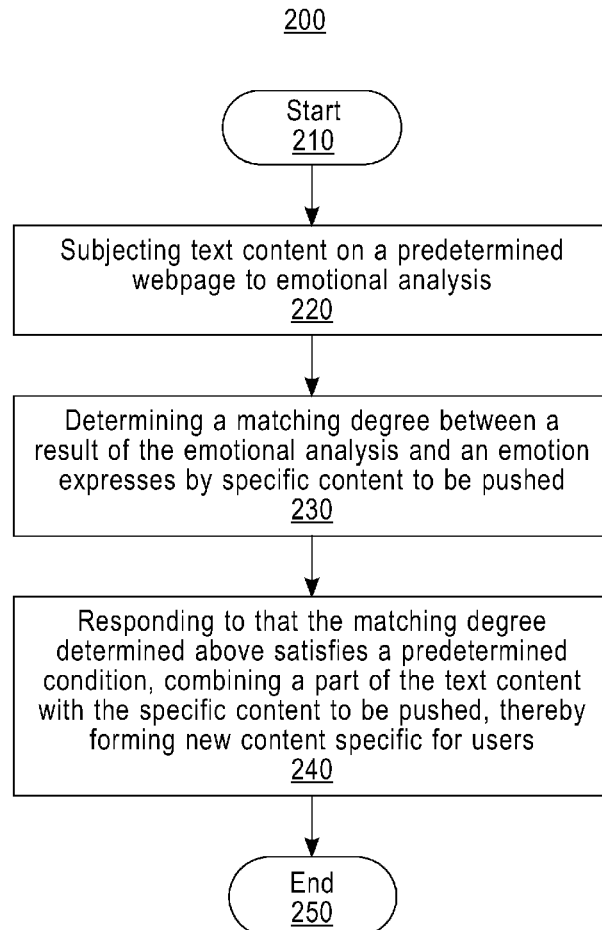 200
Start
210
Subjecting text content on a predetermined
webpage to emotional analysis
220
Determining a matching degree between a
result of the emotional analysis and an emotion
expresses by specific content to be pushed
230
Responding to that the matching degree
determined above satisfies a predetermined
condition, combining a part of the text content
with the specific content to be pushed, thereby
forming new content specific for users
240
End
250